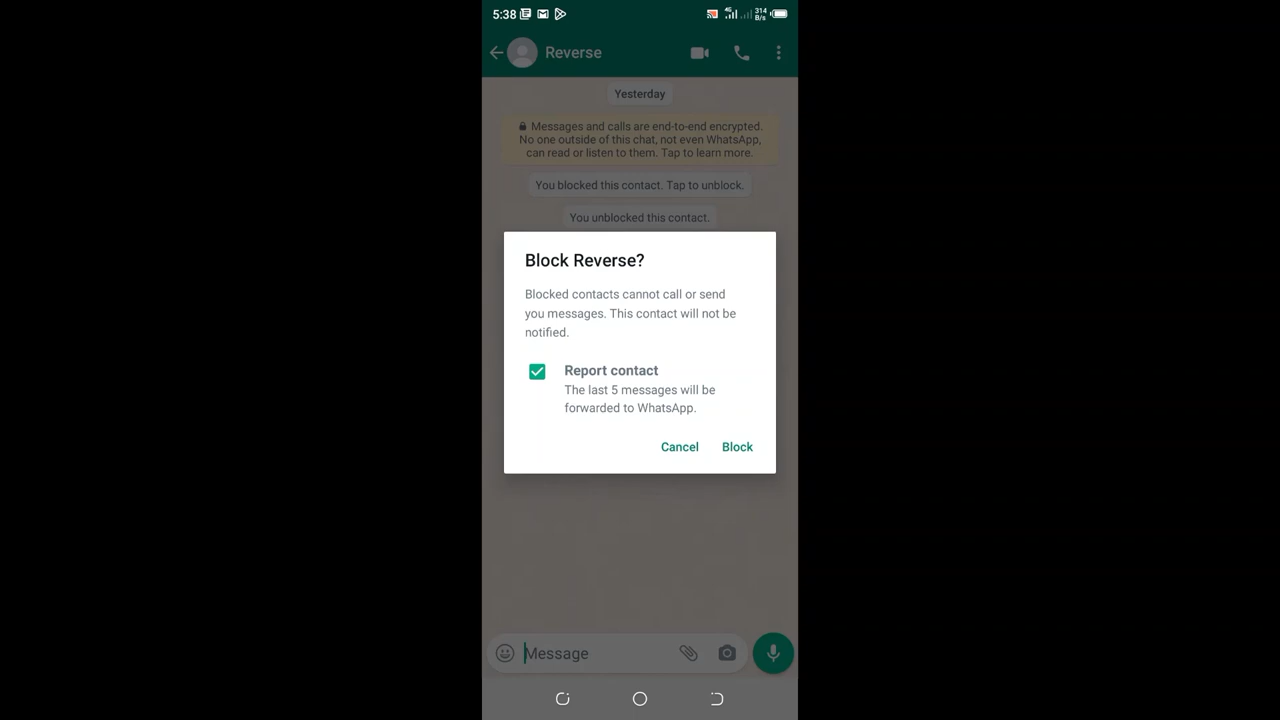 5:38
4G
314
B/s
Reverse
Yesterday
Messages and calls are end-to-end encrypted.
No one outside of this chat, not even WhatsApp,
can read or listen to them. Tap to learn more.
You blocked this contact. Tap to unblock.
You unblocked this contact.
Block Reverse?
Blocked contacts cannot call or send
you messages. This contact will not be
notified.
Report contact
The last 5 messages will be
forwarded to WhatsApp.
Cancel Block
Message